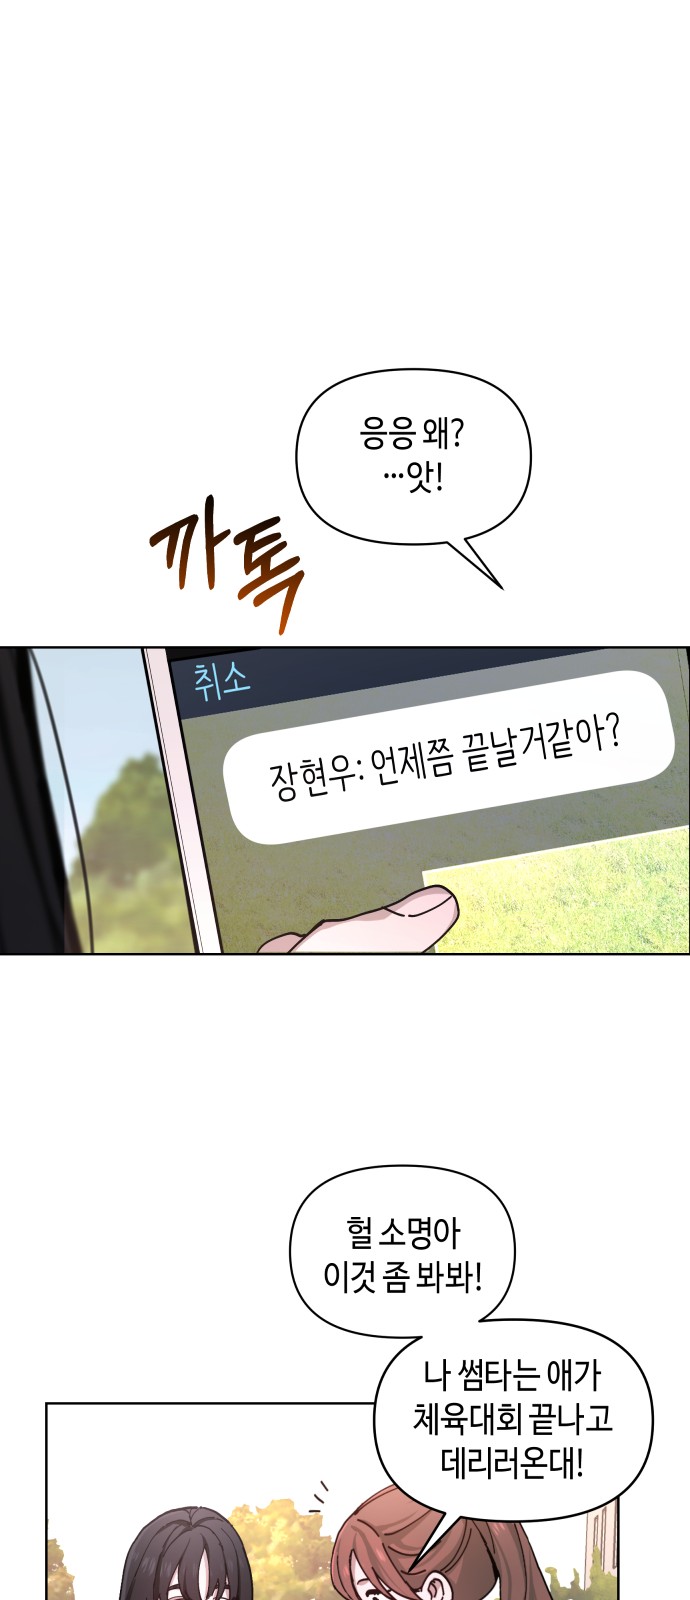 응응 왜?
…앗!
까톡
취소
장현우: 언제쯤 끝날거같아?
헐 소명아
이것 좀 봐봐!
나 썸타는 애가
체육대회 끝나고
데리러온대!